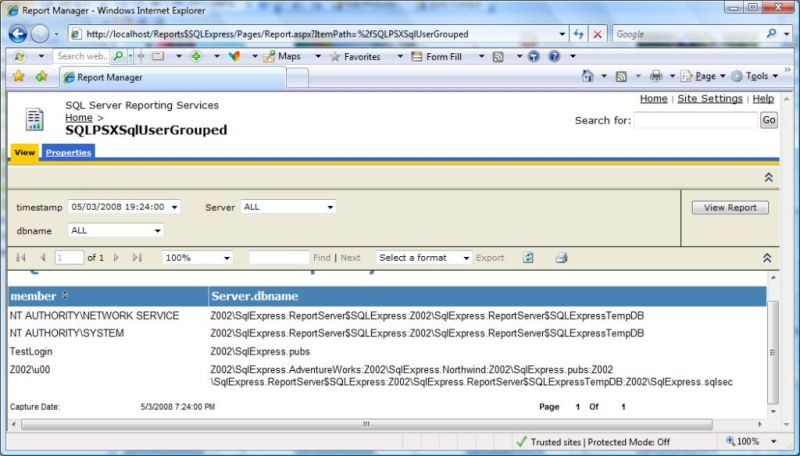 Report Manager - Windows Internet Explorer
http://localhost/Reports$SQLExpress/Pages/Report.aspx?ItemPath=%2fSQLPSXSqlUserGrouped
Google
Search web...
Maps
Favorites
Form Fill
Report Manager
Page
Tools
SQL Server Reporting Services
Home | Site Settings | Help
Home >
SQLPSXSqlUserGrouped
Search for:
Go
View
Properties
timestamp 05/03/2008 19:24:00 Server ALL View Report
dbname ALL
1 of 1 100% Find | Next Select a format Export
member Server.dbname
NT AUTHORITY\NETWORK SERVICE Z002\SqlExpress.ReportServer$SQLExpress:Z002\SqlExpress.ReportServer$SQLExpressTempDB
NT AUTHORITY\SYSTEM Z002\SqlExpress.ReportServer$SQLExpress:Z002\SqlExpress.ReportServer$SQLExpressTempDB
TestLogin Z002\SqlExpress.pubs
Z002\u00 Z002\SqlExpress.AdventureWorks:Z002\SqlExpress.Northwind:Z002\SqlExpress.pubs:Z002
\SqlExpress.ReportServer$SQLExpress:Z002\SqlExpress.ReportServer$SQLExpressTempDB:Z002\SqlExpress.sqlsec
Capture Date: 5/3/2008 7:24:00 PM Page 1 Of 1
Trusted sites | Protected Mode: Off 100%